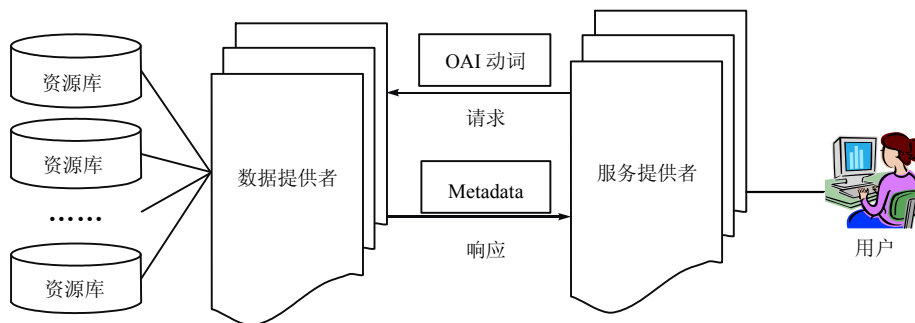 资源库
资源库
……
资源库
数据提供者
OAI 动词
请求
Metadata
响应
服务提供者
用户